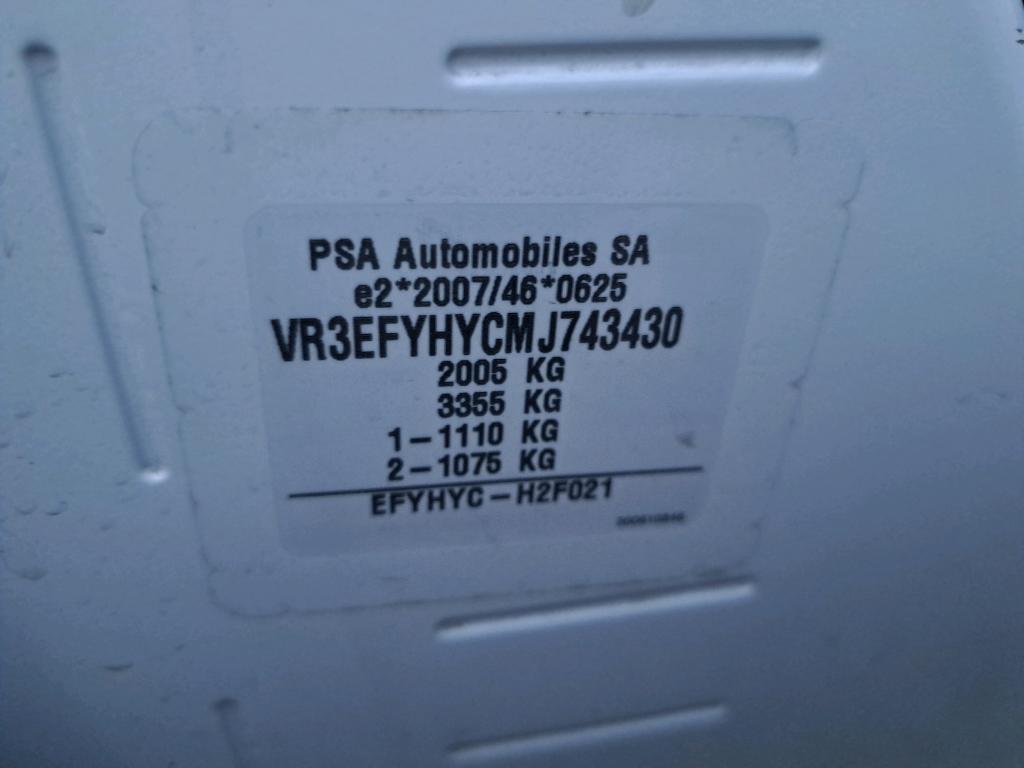 PSA Automobiles SA
e2*2007/46*0625
VR3EFYHYCMJ743430
2005 KG
3355 KG
1-1110 KG
2-1075 KG
EFYHYC-H2F021